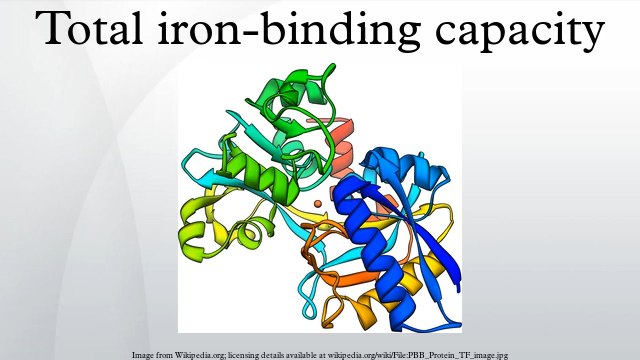 Total iron-binding capacity
Image from Wikipedia.org; licensing details available at wikipedia.org/wiki/File:PBB_Protein_TF_image.jpg